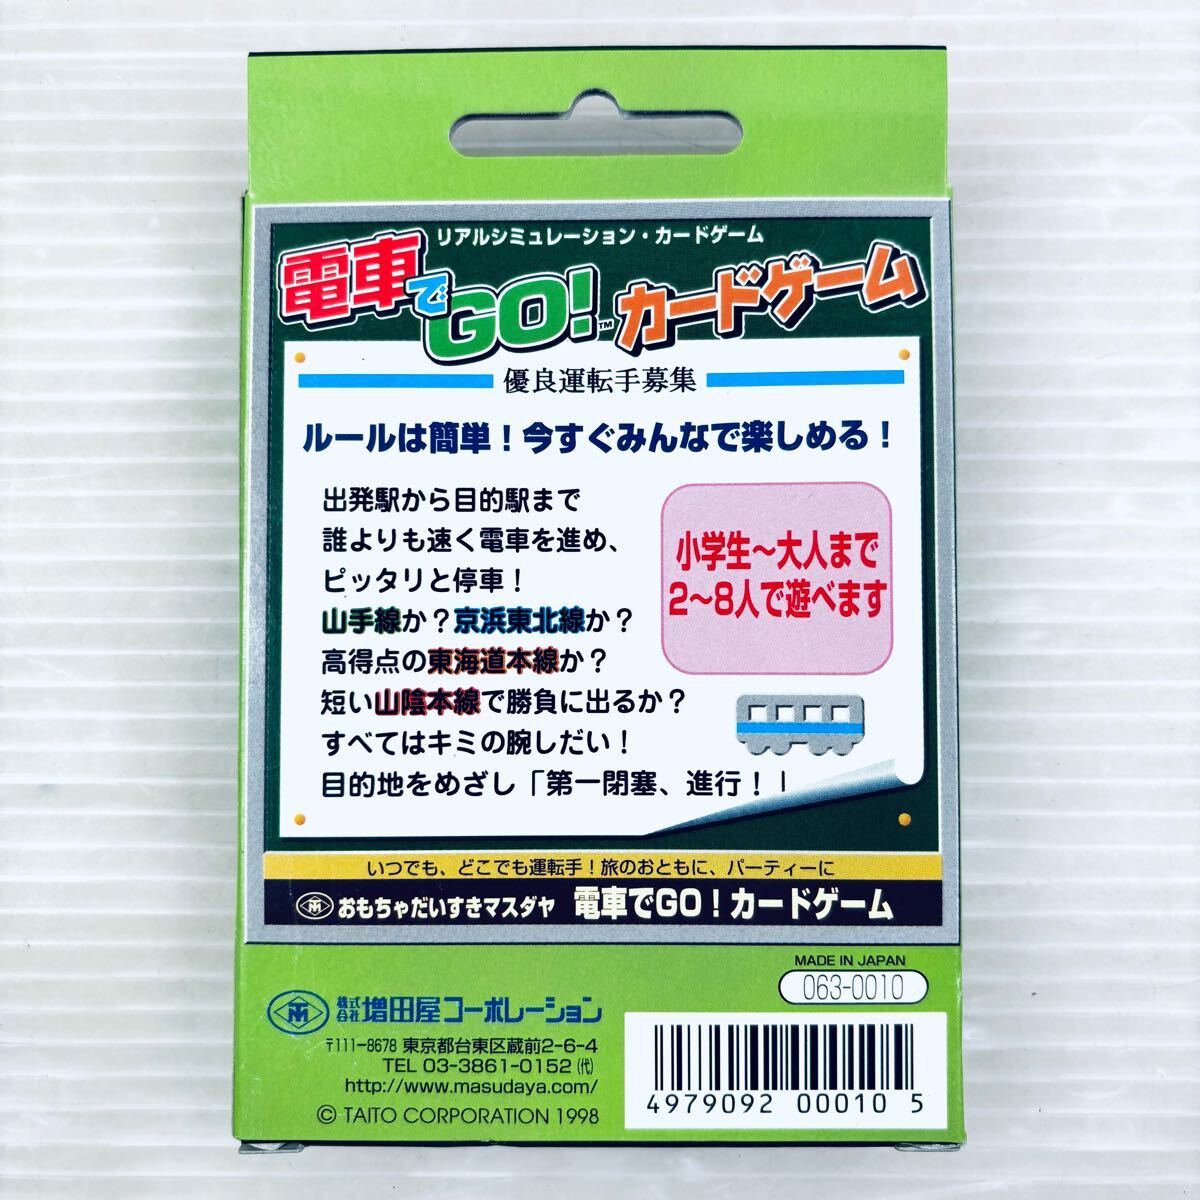 リアルシミュレーション・カードゲーム
電車でGO!™カードゲーム
優良運転手募集
ルールは簡単！今すぐみんなで楽しめる！
出発駅から目的駅まで
誰よりも速く電車を進め、
ピッタリと停車！
山手線か？京浜東北線か？
高得点の東海道本線か？
短い山陰本線で勝負に出るか？
すべてはキミの腕しだい！
目的地をめざし「第一閉塞、進行！」
小学生～大人まで
2～8人で遊べます
いつでも、どこでも運転手！旅のおともに、パーティーに
TM おもちゃだいすきマスダヤ 電車でGO！カードゲーム
MADE IN JAPAN
063-0010
TM 株式会社 増田屋コーポレーション
〒111-8678 東京都台東区蔵前2-6-4
TEL 03-3861-0152㈹
http://www.masudaya.com/
© TAITO CORPORATION 1998
4979092 000105